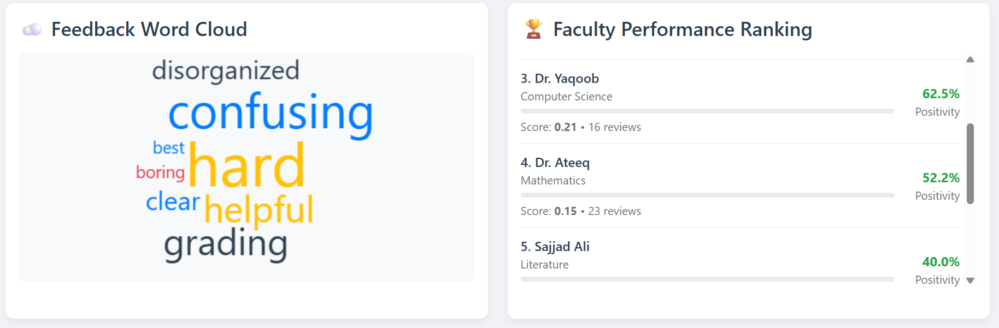 Feedback Word Cloud
disorganized
confusing
best
hard
boring
clear
helpful
grading
Faculty Performance Ranking
3. Dr. Yaqoob
Computer Science
62.5%
Positivity
Score: 0.21 • 16 reviews
4. Dr. Ateeq
Mathematics
52.2%
Positivity
Score: 0.15 • 23 reviews
5. Sajjad Ali
Literature
40.0%
Positivity